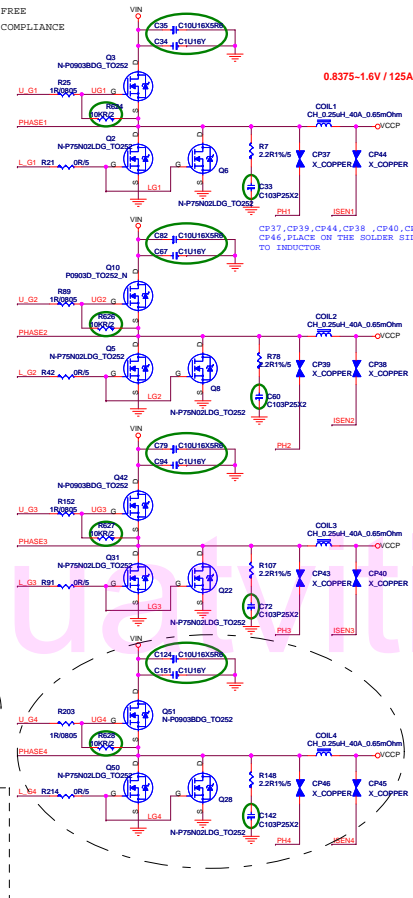 FREE
COMPLIANCE
VIN
C35 C10U16X5R6
C34 C1U16Y
Q3
N-P0903BDG_TO252
0.8375~1.6V / 125A
R25
1R/0805
U_G1
UG1 G
D
S
R624
10KR/2
PHASE1
COIL1
CH_0.25uH_40A_0.65mOhm
VCCP
Q2
N-P75N02LDG_TO252
L_G1 R21 0R/5
G
D
S
LG1
G
D
S
Q6
N-P75N02LDG_TO252
R7
2.2R1%/5
C33
C103P25X2
CP37
X_COPPER
CP44
X_COPPER
PH1
ISEN1
CP37,CP39,CP44,CP38 ,CP40,C
CP46,PLACE ON THE SOLDER SI
TO INDUCTOR
VIN
C82 C10U16X5R6
C67 C1U16Y
Q10
P0903D_TO252_N
R89
1R/0805
U_G2
UG2 G
D
S
R626
10KR/2
PHASE2
COIL2
CH_0.25uH_40A_0.65mOhm
VCCP
Q5
N-P75N02LDG_TO252
L_G2 R42 0R/5
G
D
S
LG2
G
D
S
Q8
N-P75N02LDG_TO252
R78
2.2R1%/5
C60
C103P25X2
CP39
X_COPPER
CP38
X_COPPER
PH2
ISEN2
VIN
C79 C10U16X5R6
C94 C1U16Y
Q42
N-P0903BDG_TO252
R152
1R/0805
U_G3
UG3 G
D
S
R627
10KR/2
PHASE3
COIL3
CH_0.25uH_40A_0.65mOhm
VCCP
Q31
N-P75N02LDG_TO252
L_G3 R91 0R/5
G
D
S
LG3
G
D
S
Q22
N-P75N02LDG_TO252
R107
2.2R1%/5
C72
C103P25X2
CP43
X_COPPER
CP40
X_COPPER
PH3
ISEN3
uatvit
VIN
C124 C10U16X5R6
C151 C1U16Y
Q51
N-P0903BDG_TO252
R203
1R/0805
U_G4
UG4 G
D
S
R628
10KR/2
PHASE4
COIL4
CH_0.25uH_40A_0.65mOhm
VCCP
Q50
N-P75N02LDG_TO252
L_G4 R214 0R/5
G
D
S
LG4
G
D
S
Q28
N-P75N02LDG_TO252
R148
2.2R1%/5
C142
C103P25X2
CP46
X_COPPER
CP45
X_COPPER
PH4
ISEN4